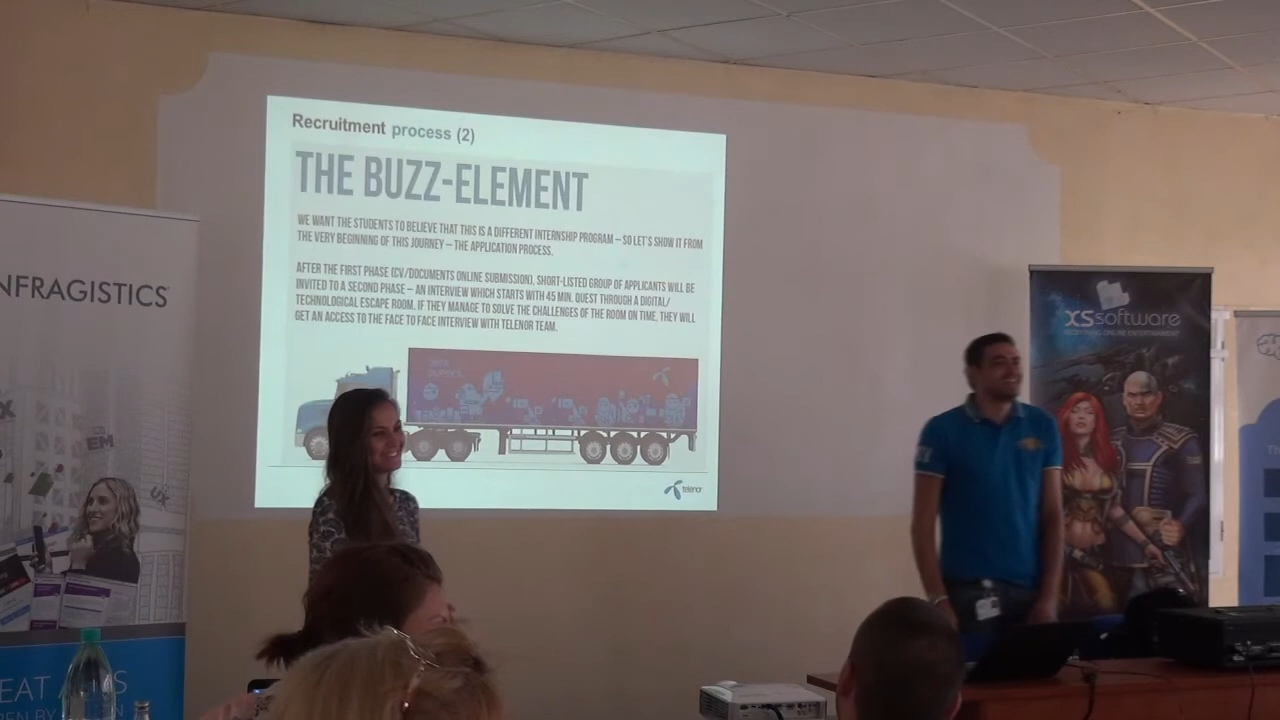 Recruitment process (2)
THE BUZZ-ELEMENT
WE WANT THE STUDENTS TO BELIEVE THAT THIS IS A DIFFERENT INTERNSHIP PROGRAM – SO LET'S SHOW IT FROM
THE VERY BEGINNING OF THIS JOURNEY – THE APPLICATION PROCESS.
AFTER THE FIRST PHASE (CV/DOCUMENTS ONLINE SUBMISSION), SHORT-LISTED GROUP OF APPLICANTS WILL BE
INVITED TO A SECOND PHASE – AN INTERVIEW WHICH STARTS WITH 45 MIN. QUEST THROUGH A DIGITAL/
TECHNOLOGICAL ESCAPE ROOM. IF THEY MANAGE TO SOLVE THE CHALLENGES OF THE ROOM ON TIME, THEY WILL
GET AN ACCESS TO THE FACE TO FACE INTERVIEW WITH TELENOR TEAM.
telenor
NFRAGISTICS
EM
UX
EAT
XSsoftware